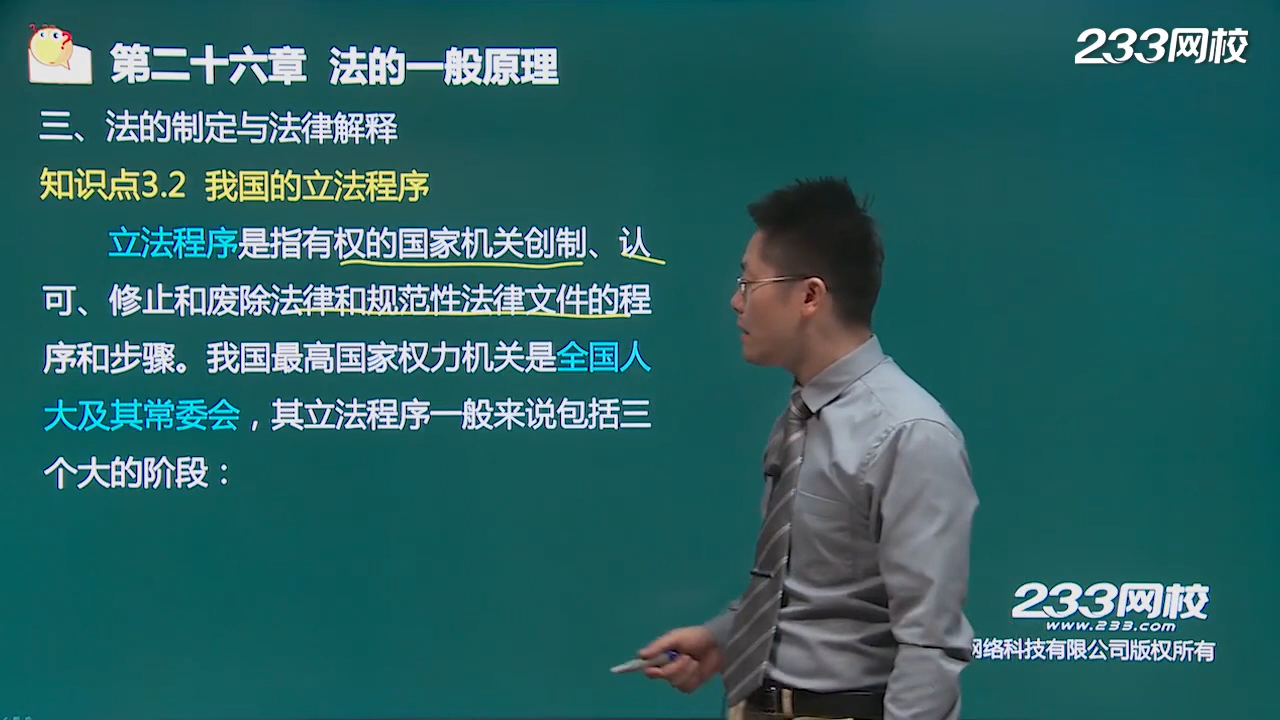 第二十六章 法的一般原理
233网校
三、法的制定与法律解释
知识点3.2 我国的立法程序
立法程序是指有权的国家机关创制、认
可、修止和废除法律和规范性法律文件的程
序和步骤。我国最高国家权力机关是全国人
大及其常委会，其立法程序一般来说包括三
个大的阶段：
233网校
www.233.com
网络科技有限公司版权所有